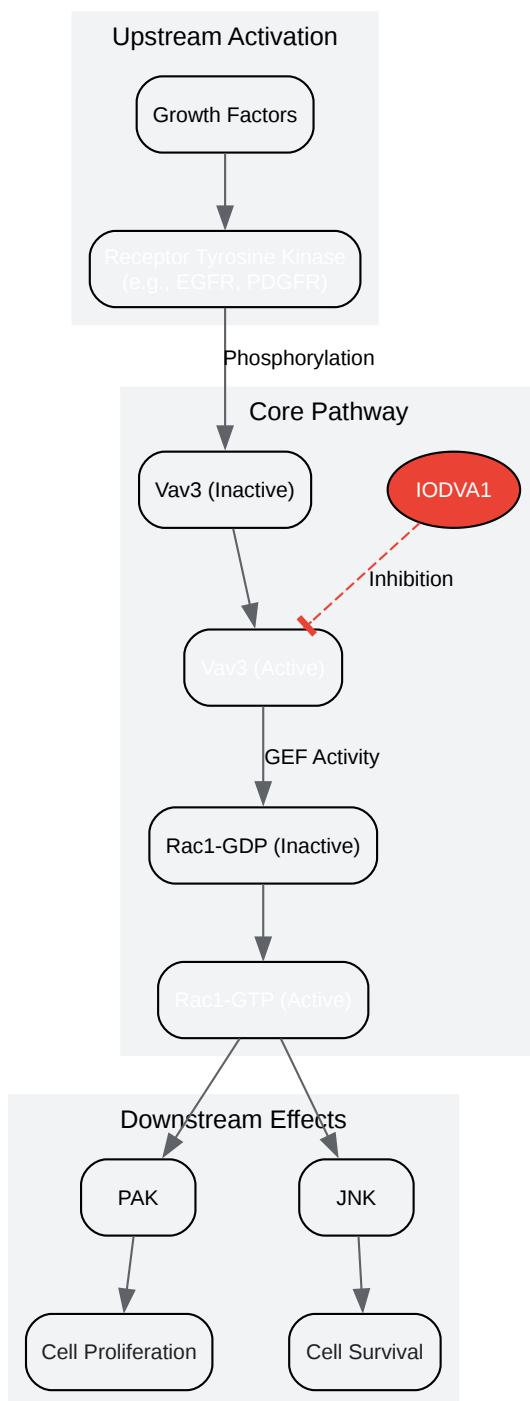 Upstream Activation
Growth Factors
Receptor Tyrosine Kinase
(e.g., EGFR, PDGFR)
Phosphorylation
Core Pathway
Vav3 (Inactive)
IODVA1
Inhibition
Vav3 (Active)
GEF Activity
Rac1-GDP (Inactive)
Rac1-GTP (Active)
Downstream Effects
PAK
JNK
Cell Proliferation
Cell Survival